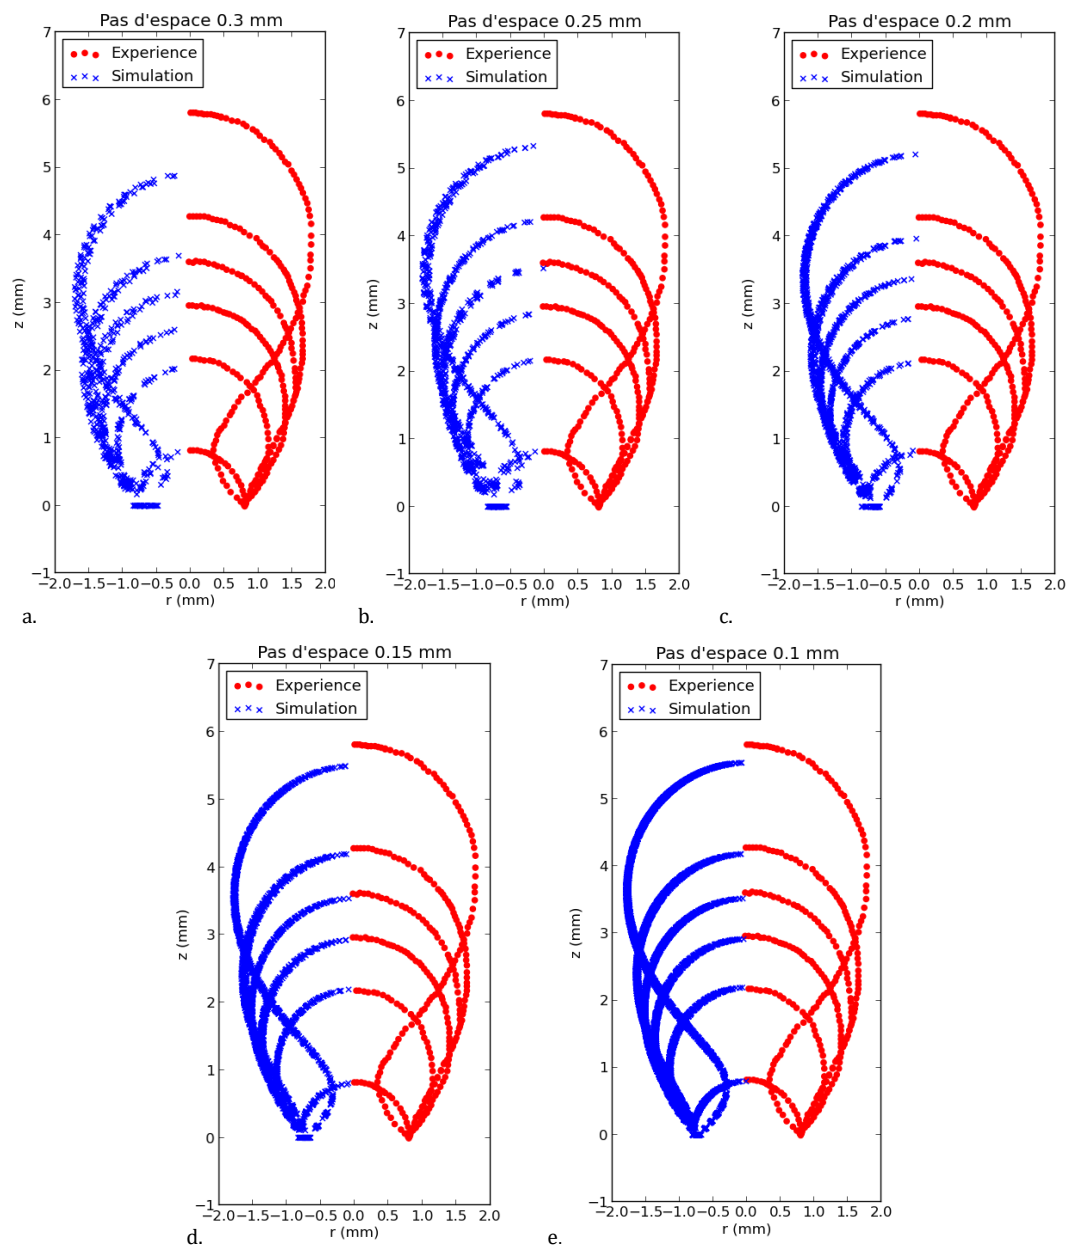 Pas d'espace 0.3 mm
Experience
Simulation
7
6
5
4
3
2
1
0
−1
−2.0 −1.5 −1.0 −0.5 0.0 0.5 1.0 1.5 2.0
z (mm)
r (mm)
a.
Pas d'espace 0.25 mm
Experience
Simulation
7
6
5
4
3
2
1
0
−1
−2.0 −1.5 −1.0 −0.5 0.0 0.5 1.0 1.5 2.0
z (mm)
r (mm)
b.
Pas d'espace 0.2 mm
Experience
Simulation
7
6
5
4
3
2
1
0
−1
−2.0 −1.5 −1.0 −0.5 0.0 0.5 1.0 1.5 2.0
z (mm)
r (mm)
c.
Pas d'espace 0.15 mm
Experience
Simulation
7
6
5
4
3
2
1
0
−1
−2.0 −1.5 −1.0 −0.5 0.0 0.5 1.0 1.5 2.0
z (mm)
r (mm)
d.
Pas d'espace 0.1 mm
Experience
Simulation
7
6
5
4
3
2
1
0
−1
−2.0 −1.5 −1.0 −0.5 0.0 0.5 1.0 1.5 2.0
z (mm)
r (mm)
e.